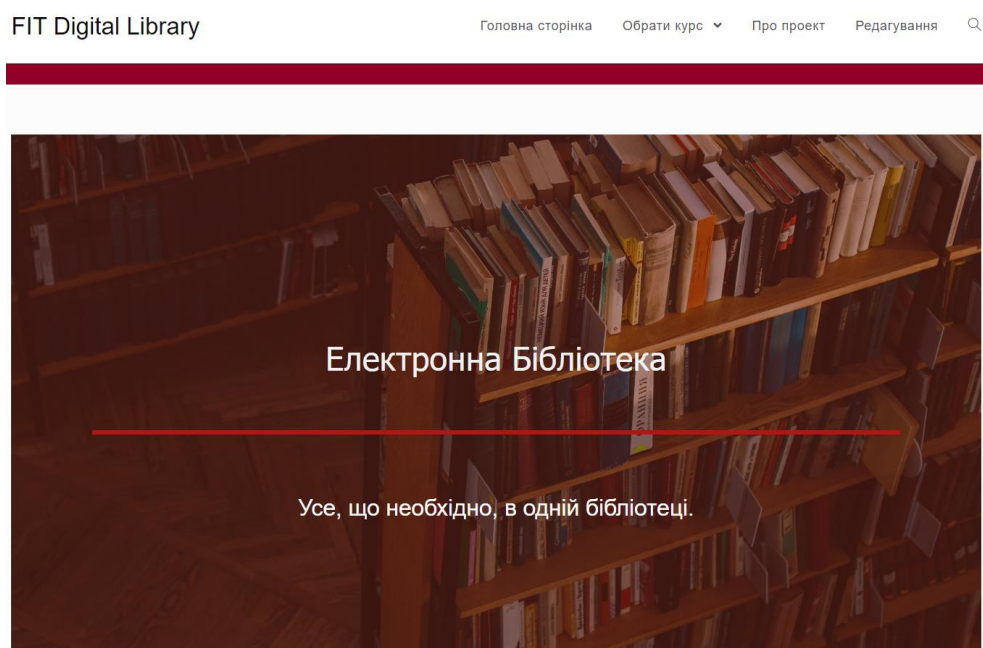 FIT Digital Library
Головна сторінка Обрати курс Про проект Редагування
Електронна Бібліотека
Усе, що необхідно, в одній бібліотеці.